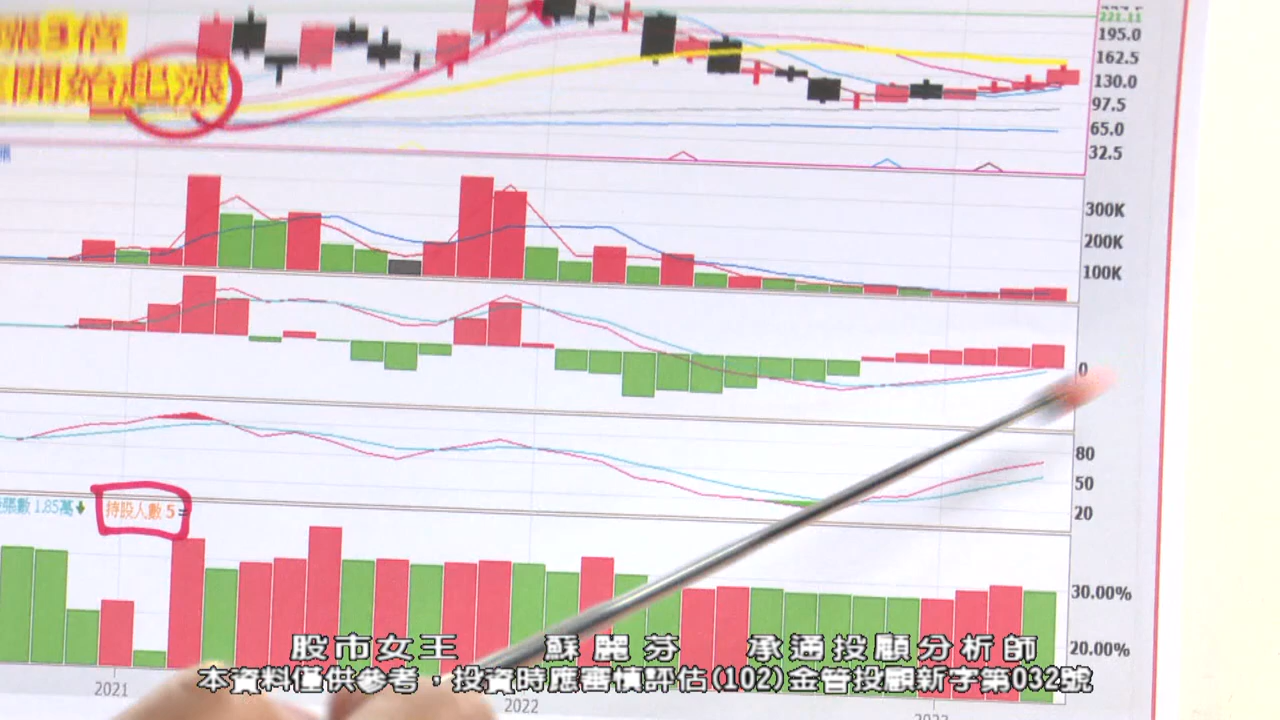 開始起漲
221.11
195.0
162.5
130.0
97.5
65.0
32.5
300K
200K
100K
0
80
50
20
張數 1.85萬 持股人數 5
30.00%
20.00%
股市女王 蘇麗芬 承通投顧分析師
本資料僅供參考，投資時應審慎評估(102)金管投顧新字第032號
2021
2022